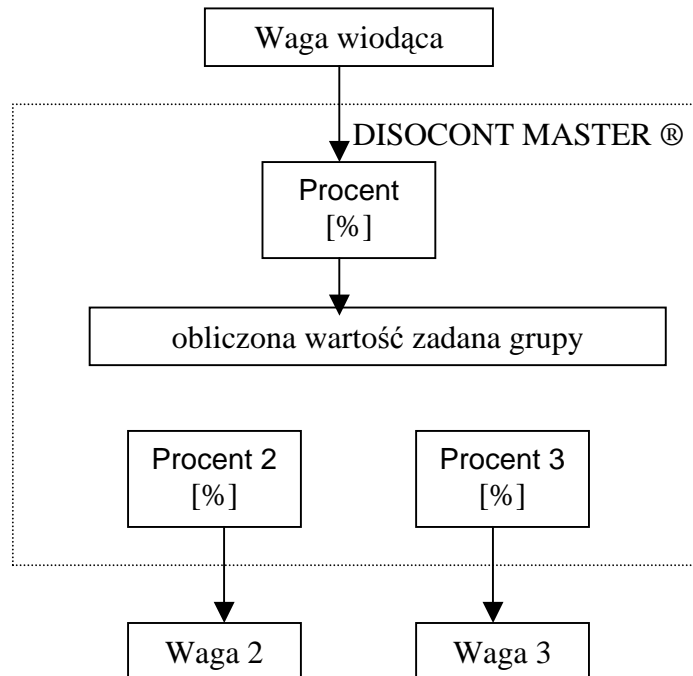 Waga wiodąca
DISOCONT MASTER ®
Procent
[%]
obliczona wartość zadana grupy
Procent 2
[%]
Procent 3
[%]
Waga 2
Waga 3